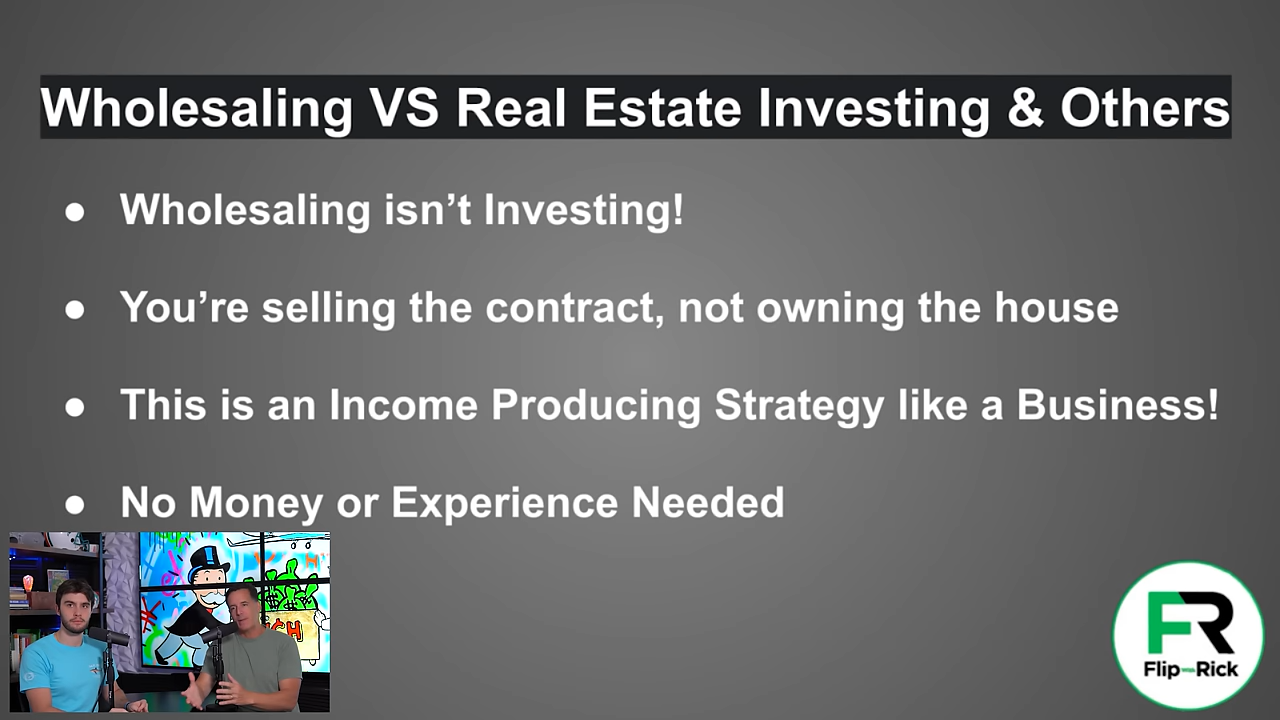 Wholesaling VS Real Estate Investing & Others
● Wholesaling isn’t Investing!
● You’re selling the contract, not owning the house
● This is an Income Producing Strategy like a Business!
● No Money or Experience Needed
FR
Flip Rick